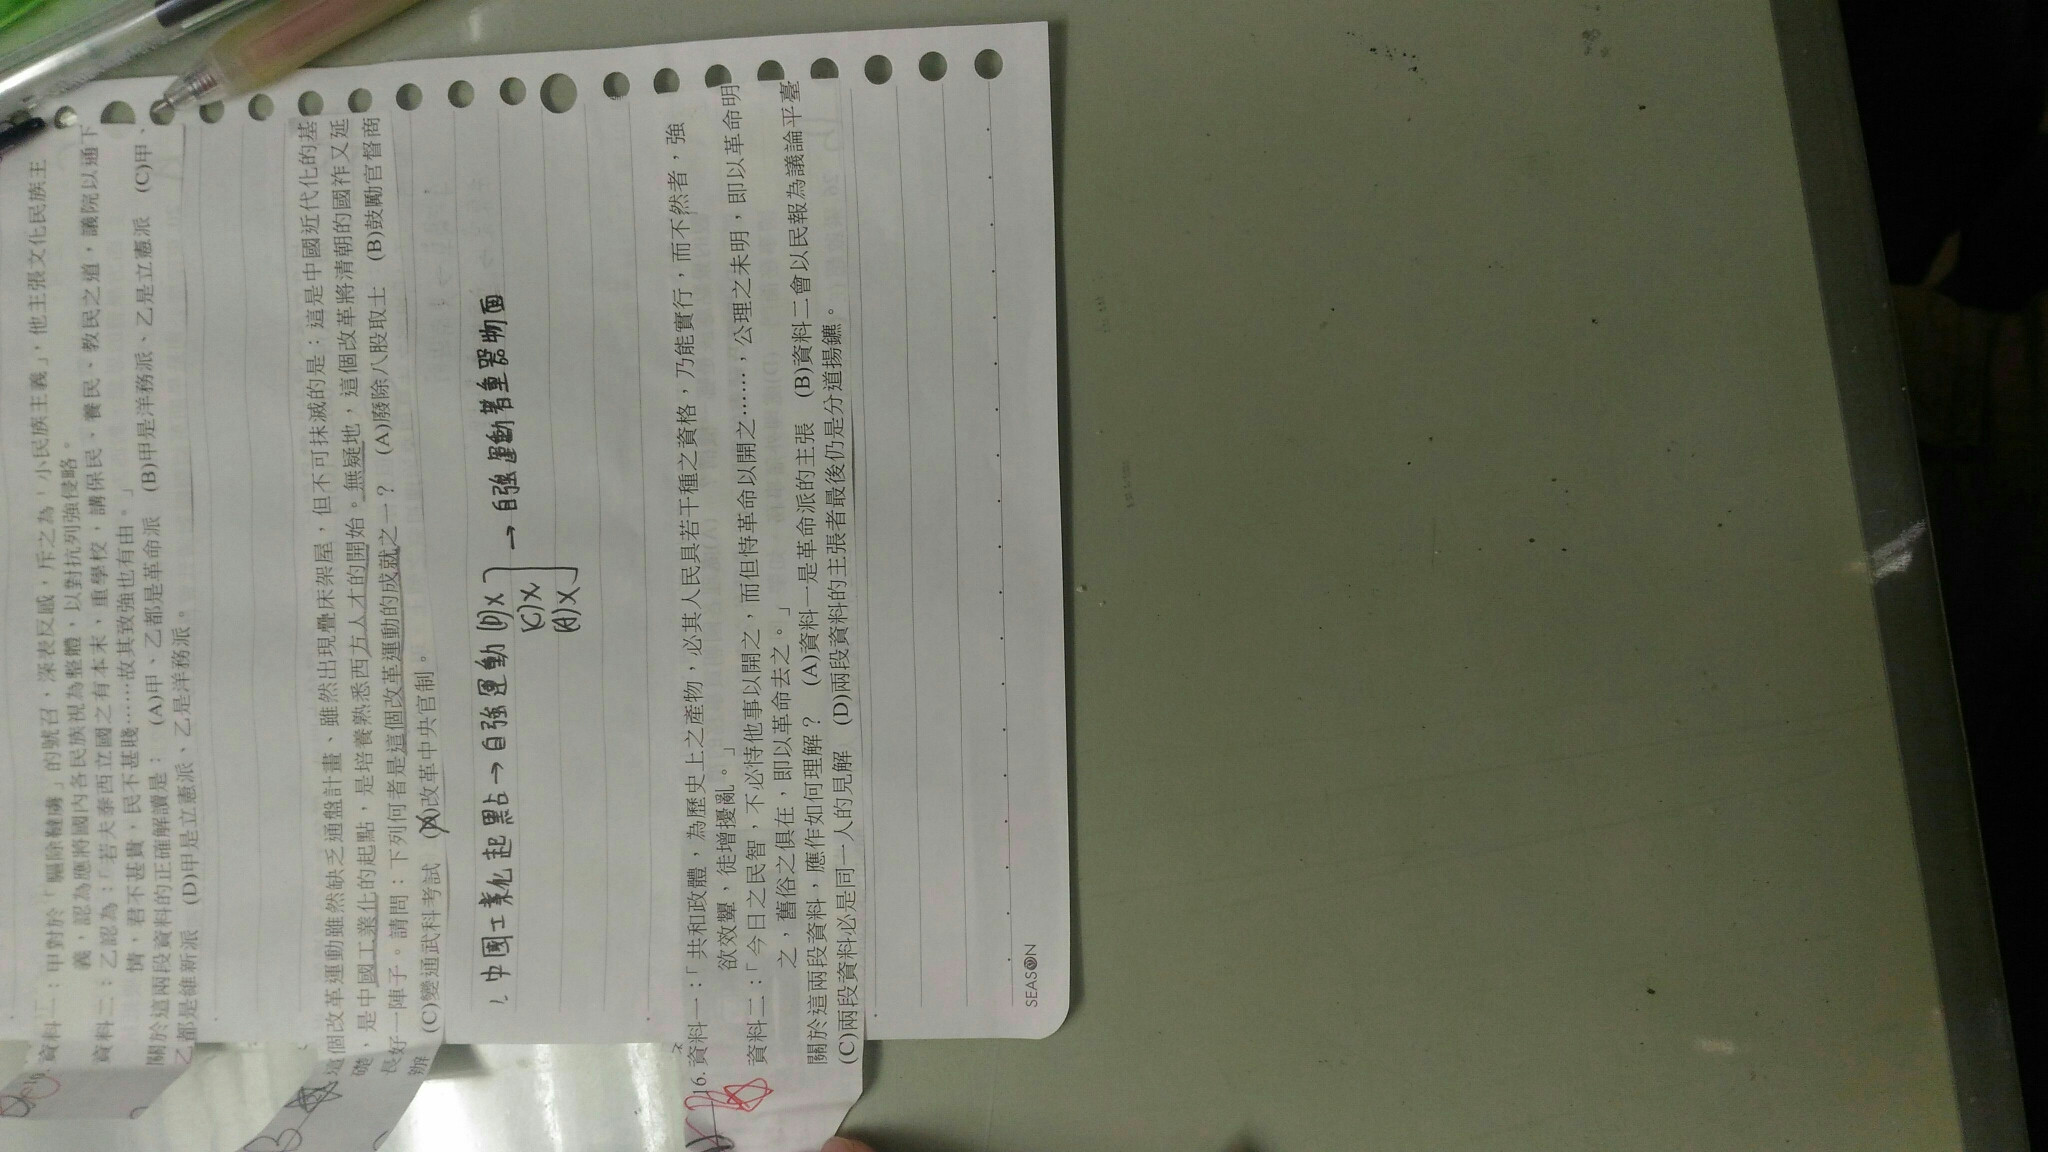 資料一：甲對於「驅除韃虜」的號召，深表反感，斥之為「小民族主義」，他主張文化民族主
義，認為應將國內各民族視為整體，以對抗列強侵略。
資料二：乙認為：「若夫泰西立國之有本末，重學校，講保民、養民、教民之道，議院以通下
情，君不甚貴，民不甚賤……故其致強也有由。」
關於這兩段資料的正確解讀是： (A)甲、乙都是革命派 (B)甲是洋務派、乙是立憲派 (C)甲、
乙都是維新派 (D)甲是立憲派、乙是洋務派。
這個改革運動雖然缺乏通盤計畫、雖然出現疊床架屋，但不可抹滅的是：這是中國近代化的基
礎，是中國工業化的起點，是培養熟悉西方人才的開始。無疑地，這個改革將清朝的國祚又延
長好一陣子。請問：下列何者是這個改革運動的成就之一？ (A)廢除八股取士 (B)鼓勵官督商
辦 (C)變通武科考試 (D)改革中央官制。
1、中國工業化起點→自強運動 (D)X
(C)X
(A)X
→自強運動著重器物面
16.資料一：「共和政體，為歷史上之產物，必其人民具若干種之資格，乃能實行，而不然者，強
欲效顰，徒增擾亂。」
資料二：「今日之民智，不必恃他事以開之，而但恃革命以開之……，公理之未明，即以革命明
之，舊俗之俱在，即以革命去之。」
關於這兩段資料，應作如何理解？ (A)資料一是革命派的主張 (B)資料二會以民報為議論平臺
(C)兩段資料必是同一人的見解 (D)兩段資料的主張者最後仍是分道揚鑣。
SEASON